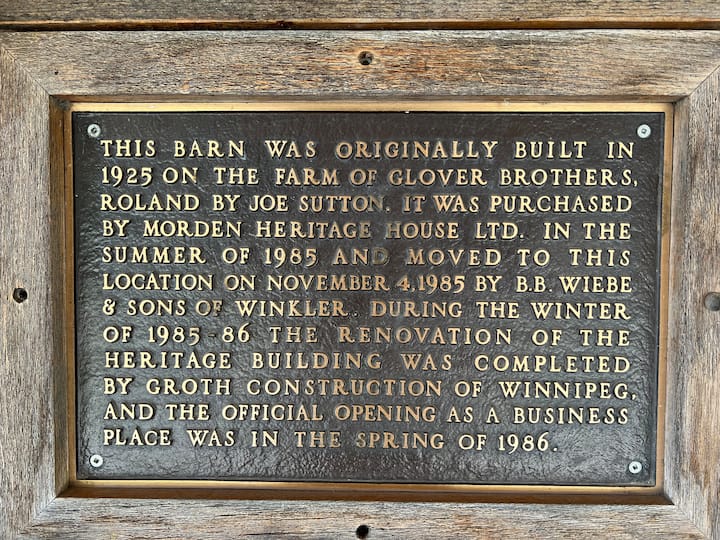 THIS BARN WAS ORIGINALLY BUILT IN
1925 ON THE FARM OF GLOVER BROTHERS,
ROLAND BY JOE SUTTON. IT WAS PURCHASED
BY MORDEN HERITAGE HOUSE LTD. IN THE
SUMMER OF 1985 AND MOVED TO THIS
LOCATION ON NOVEMBER 4,1985 BY B.B. WIEBE
& SONS OF WINKLER. DURING THE WINTER
OF 1985-86 THE RENOVATION OF THE
HERITAGE BUILDING WAS COMPLETED
BY GROTH CONSTRUCTION OF WINNIPEG,
AND THE OFFICIAL OPENING AS A BUSINESS
PLACE WAS IN THE SPRING OF 1986.